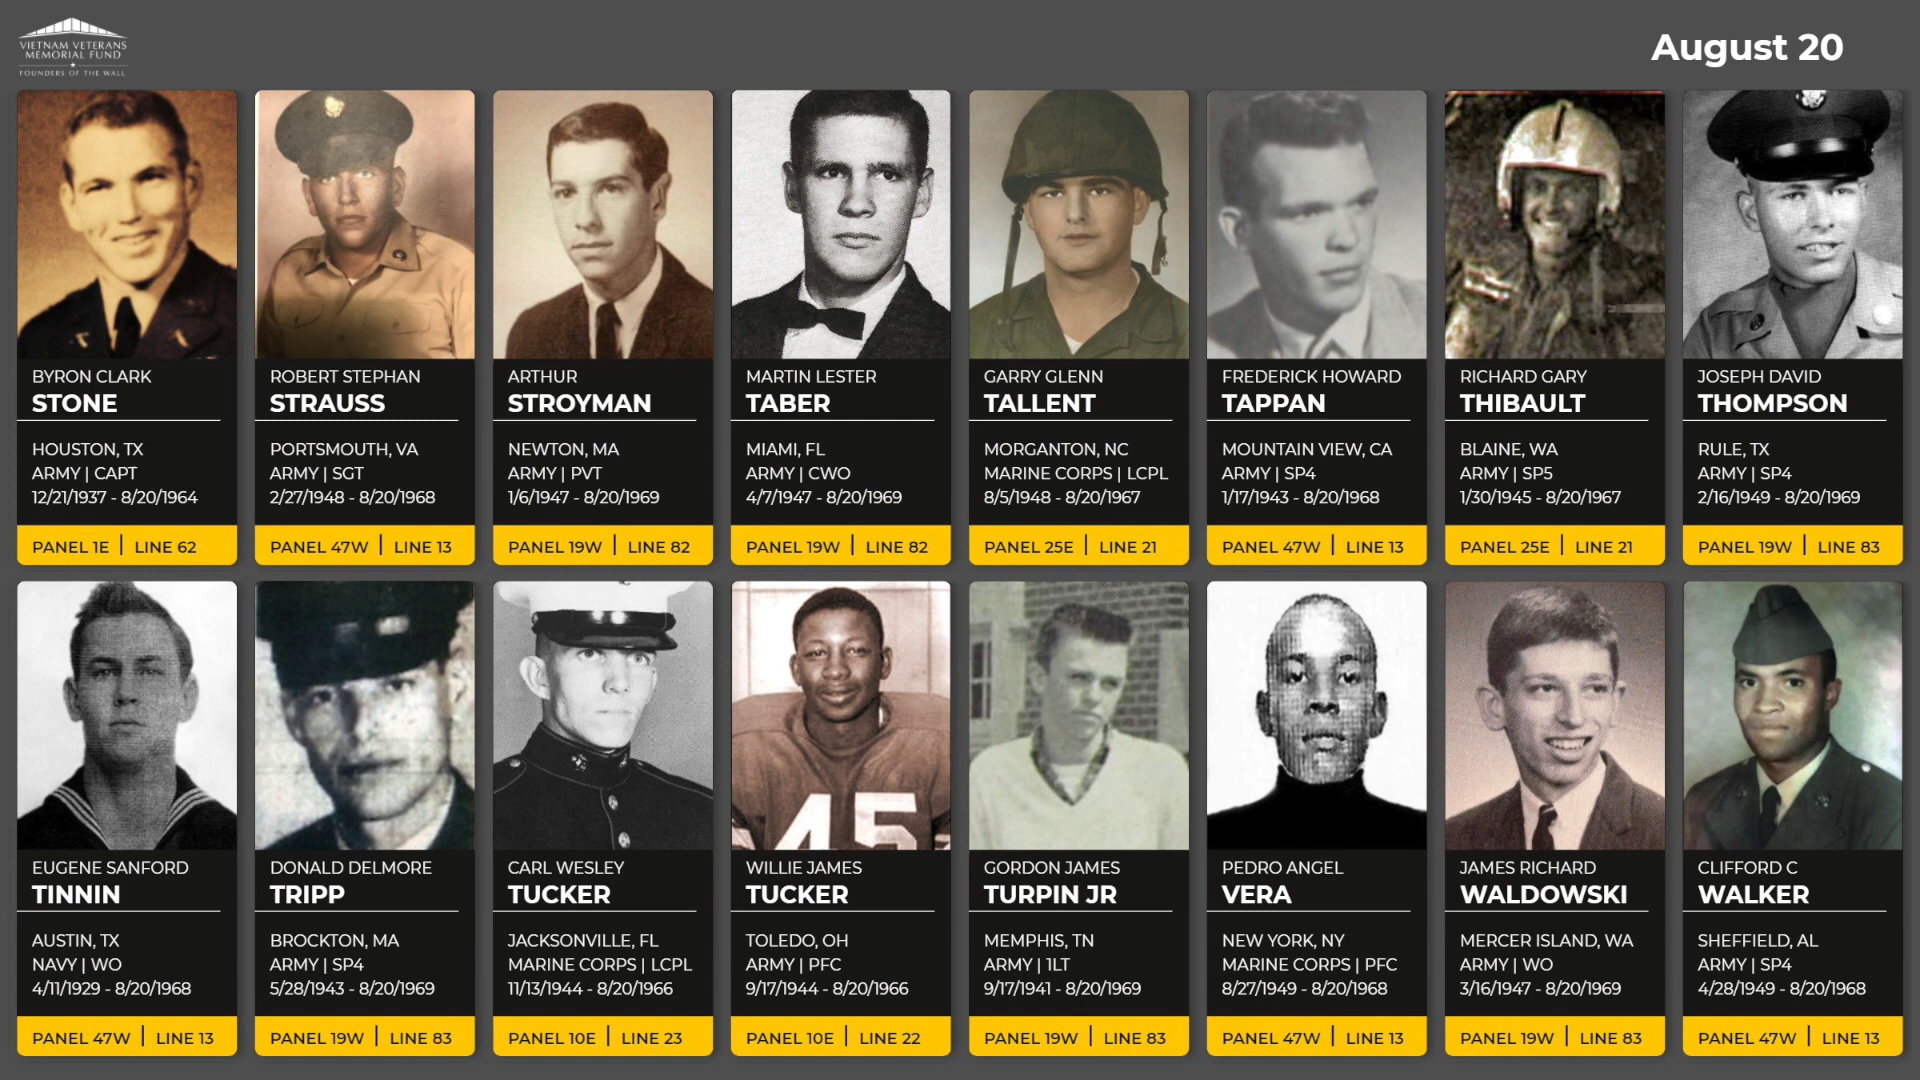 VIETNAM VETERANS
MEMORIAL FUND
FOUNDERS OF THE WALL
August 20
BYRON CLARK
STONE
HOUSTON, TX
ARMY | CAPT
12/21/1937 - 8/20/1964
PANEL 1E | LINE 62
ROBERT STEPHAN
STRAUSS
PORTSMOUTH, VA
ARMY | SGT
2/27/1948 - 8/20/1968
PANEL 47W | LINE 13
ARTHUR
STROYMAN
NEWTON, MA
ARMY | PVT
1/6/1947 - 8/20/1969
PANEL 19W | LINE 82
MARTIN LESTER
TABER
MIAMI, FL
ARMY | CWO
4/7/1947 - 8/20/1969
PANEL 19W | LINE 82
GARRY GLENN
TALLENT
MORGANTON, NC
MARINE CORPS | LCPL
8/5/1948 - 8/20/1967
PANEL 25E | LINE 21
FREDERICK HOWARD
TAPPAN
MOUNTAIN VIEW, CA
ARMY | SP4
1/17/1943 - 8/20/1968
PANEL 47W | LINE 13
RICHARD GARY
THIBAULT
BLAINE, WA
ARMY | SP5
1/30/1945 - 8/20/1967
PANEL 25E | LINE 21
JOSEPH DAVID
THOMPSON
RULE, TX
ARMY | SP4
2/16/1949 - 8/20/1969
PANEL 19W | LINE 83
EUGENE SANFORD
TINNIN
AUSTIN, TX
NAVY | WO
4/11/1929 - 8/20/1968
PANEL 47W | LINE 13
DONALD DELMORE
TRIPP
BROCKTON, MA
ARMY | SP4
5/28/1943 - 8/20/1969
PANEL 19W | LINE 83
CARL WESLEY
TUCKER
JACKSONVILLE, FL
MARINE CORPS | LCPL
11/13/1944 - 8/20/1966
PANEL 10E | LINE 23
45
WILLIE JAMES
TUCKER
TOLEDO, OH
ARMY | PFC
9/17/1944 - 8/20/1966
PANEL 10E | LINE 22
GORDON JAMES
TURPIN JR
MEMPHIS, TN
ARMY | 1LT
9/17/1941 - 8/20/1969
PANEL 19W | LINE 83
PEDRO ANGEL
VERA
NEW YORK, NY
MARINE CORPS | PFC
8/27/1949 - 8/20/1968
PANEL 47W | LINE 13
JAMES RICHARD
WALDOWSKI
MERCER ISLAND, WA
ARMY | WO
3/16/1947 - 8/20/1969
PANEL 19W | LINE 83
CLIFFORD C
WALKER
SHEFFIELD, AL
ARMY | SP4
4/28/1949 - 8/20/1968
PANEL 47W | LINE 13